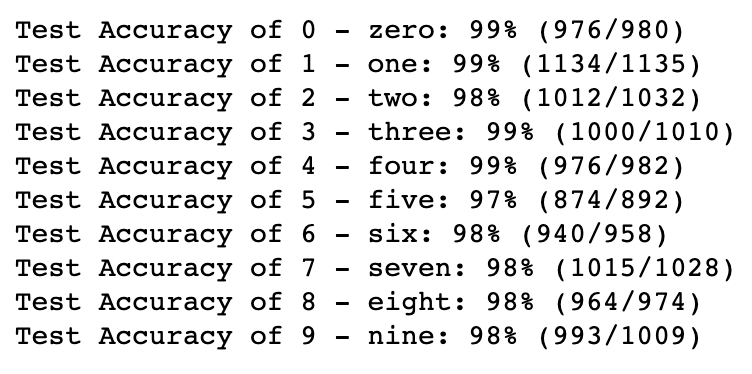 Test Accuracy of 0 - zero: 99% (976/980)
Test Accuracy of 1 - one: 99% (1134/1135)
Test Accuracy of 2 - two: 98% (1012/1032)
Test Accuracy of 3 - three: 99% (1000/1010)
Test Accuracy of 4 - four: 99% (976/982)
Test Accuracy of 5 - five: 97% (874/892)
Test Accuracy of 6 - six: 98% (940/958)
Test Accuracy of 7 - seven: 98% (1015/1028)
Test Accuracy of 8 - eight: 98% (964/974)
Test Accuracy of 9 - nine: 98% (993/1009)